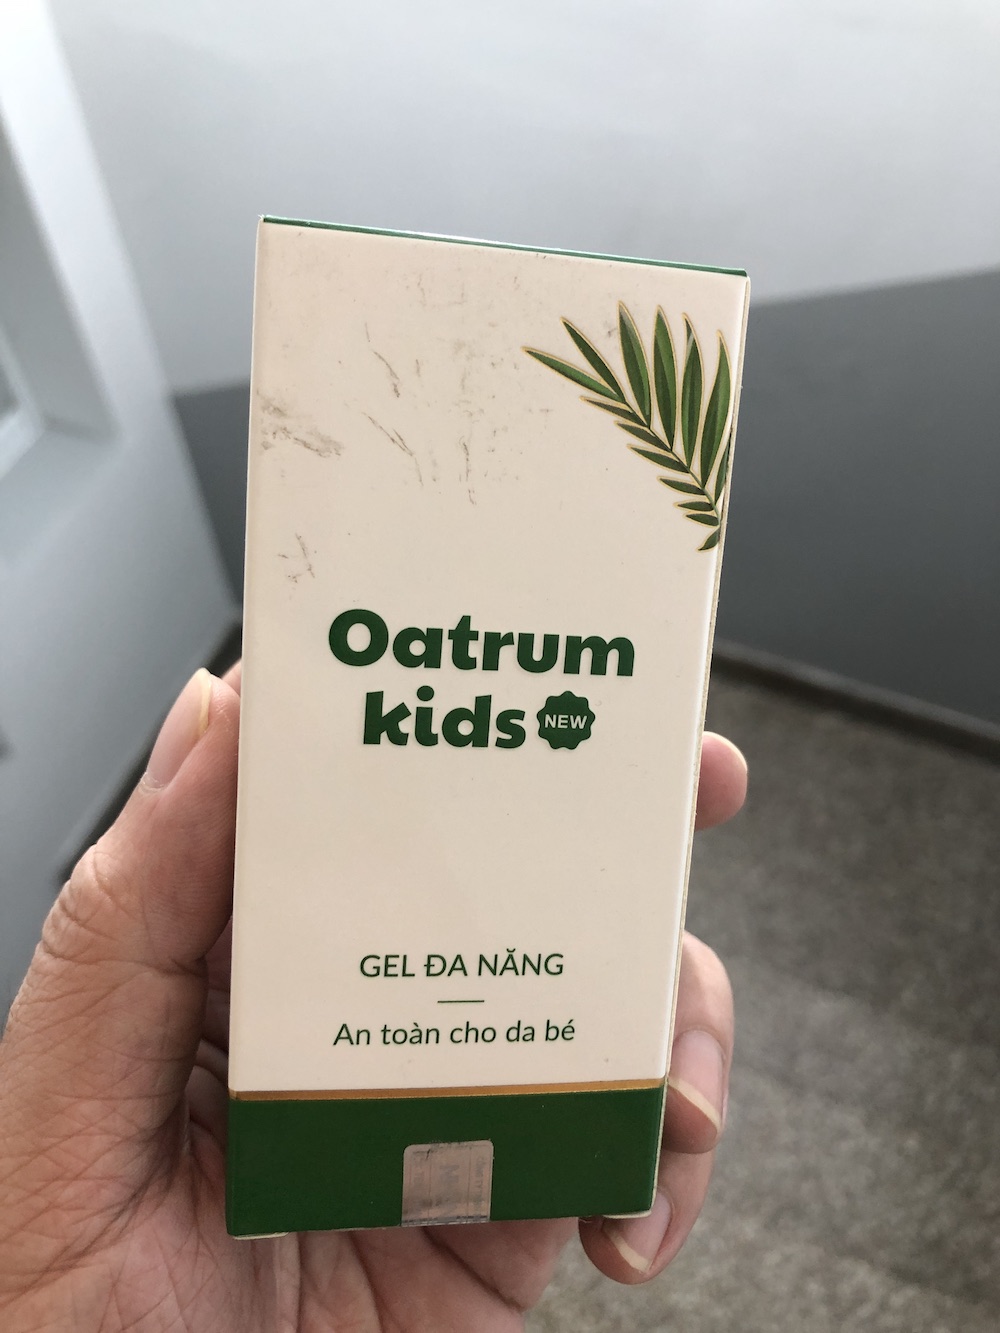 Oatrum
kids NEW
GEL ĐA NĂNG
An toàn cho da bé